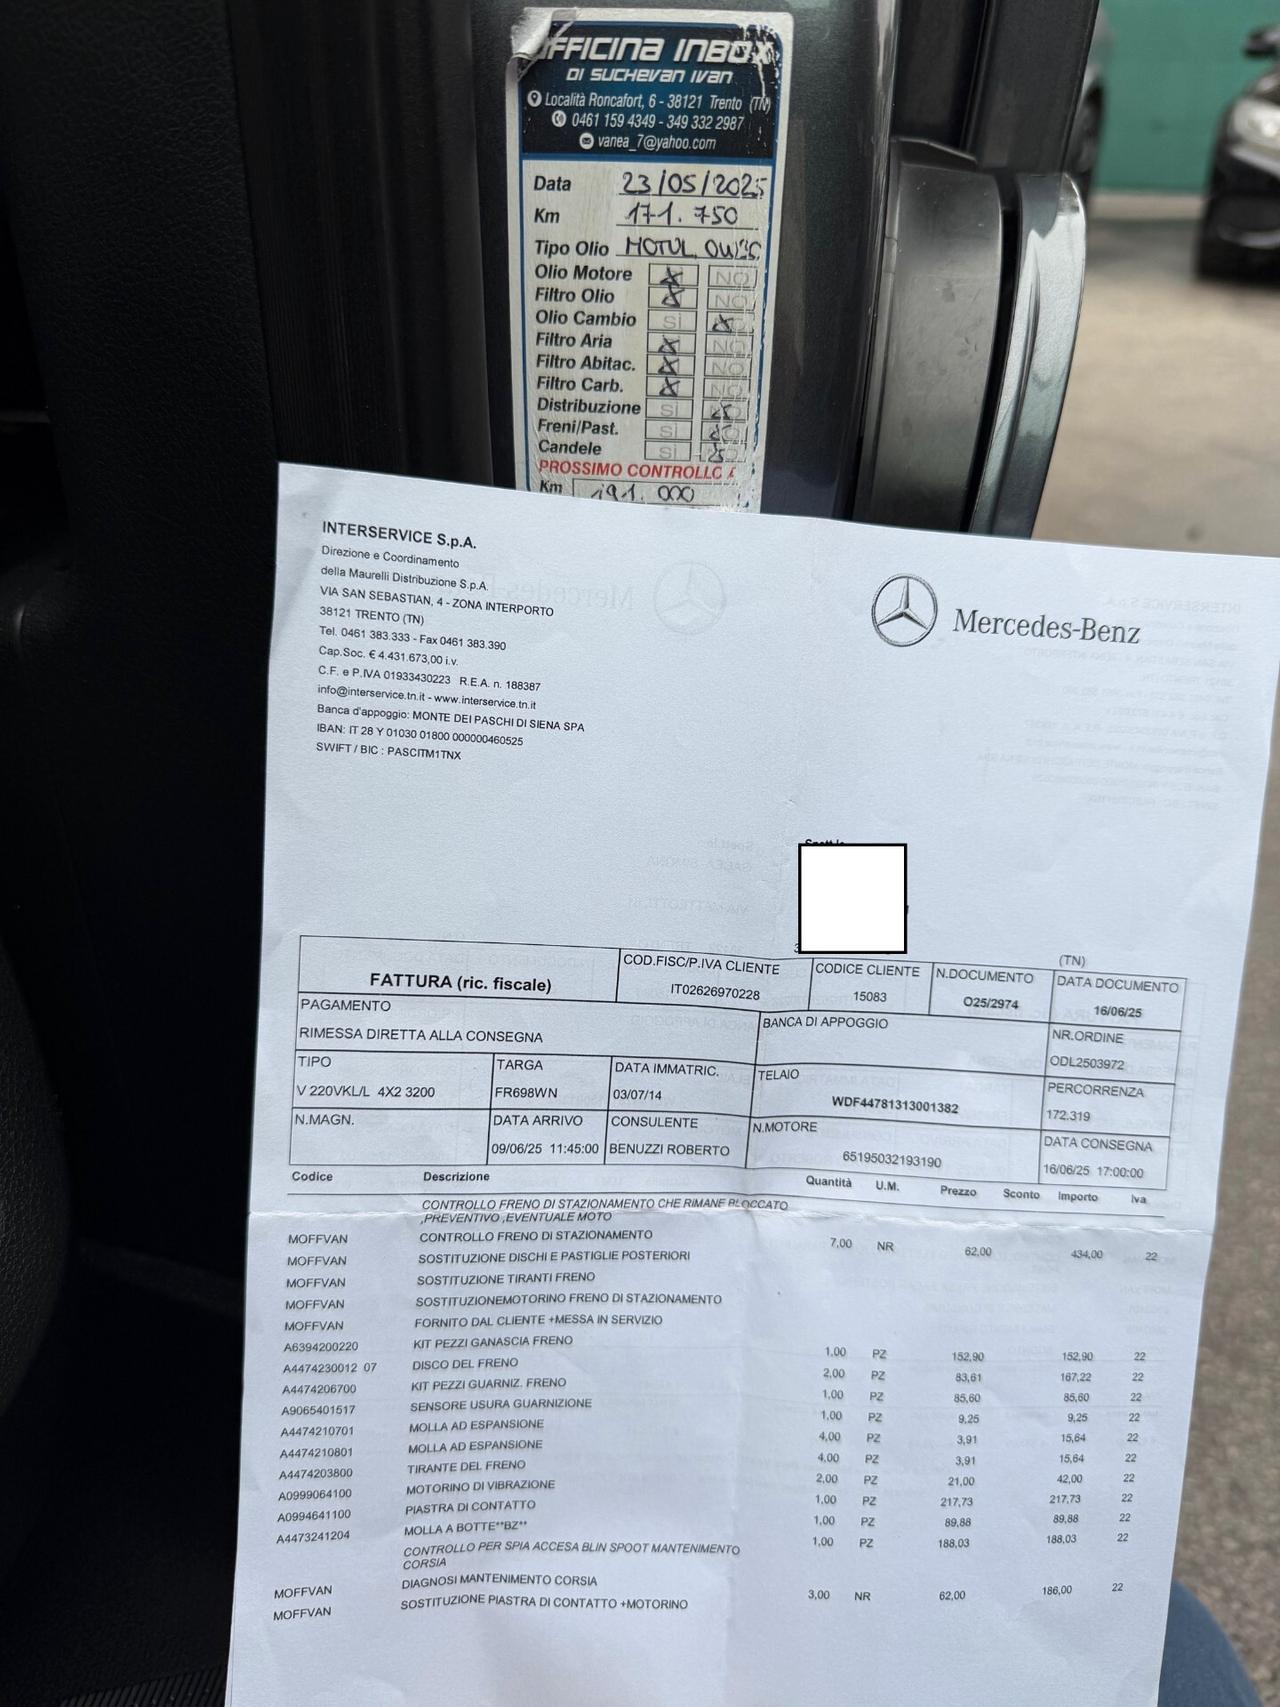 OFFICINA INBOX
DI SUCHEVAN IVAN
Località Roncafort, 6 - 38121 Trento (TN)
0461 159 4349 - 349 332 2987
vanea_7@yahoo.com
Data 23/05/2025
Km 171.750
Tipo Olio MOTUL 0W30
Olio Motore X NO
Filtro Olio X NO
Olio Cambio SÌ X NO
Filtro Aria X NO
Filtro Abitac. X NO
Filtro Carb. X NO
Distribuzione SÌ X NO
Freni/Past. SÌ X NO
Candele SÌ X NO
PROSSIMO CONTROLLO A
Km 191.000
INTERSERVICE S.p.A.
Direzione e Coordinamento
della Maurelli Distribuzione S.p.A.
VIA SAN SEBASTIAN, 4 - ZONA INTERPORTO
38121 TRENTO (TN)
Tel. 0461 383.333 - Fax 0461 383.390
Cap.Soc. € 4.431.673,00 i.v.
C.F. e P.IVA 01933430223 R.E.A. n. 188387
info@interservice.tn.it - www.interservice.tn.it
Banca d'appoggio: MONTE DEI PASCHI DI SIENA SPA
IBAN: IT 28 Y 01030 01800 000000460525
SWIFT / BIC : PASCITM1TNX
Mercedes-Benz
(TN)
FATTURA (ric. fiscale)
COD.FISC/P.IVA CLIENTE CODICE CLIENTE N.DOCUMENTO DATA DOCUMENTO
IT02626970228 15083 O25/2974 16/06/25
PAGAMENTO BANCA DI APPOGGIO NR.ORDINE
RIMESSA DIRETTA ALLA CONSEGNA ODL2503972
TIPO TARGA DATA IMMATRIC. TELAIO PERCORRENZA
V 220VKL/L 4X2 3200 FR698WN 03/07/14 WDF44781313001382 172.319
N.MAGN. DATA ARRIVO CONSULENTE N.MOTORE DATA CONSEGNA
09/06/25 11:45:00 BENUZZI ROBERTO 65195032193190 16/06/25 17:00:00
Codice Descrizione Quantità U.M. Prezzo Sconto Importo Iva
CONTROLLO FRENO DI STAZIONAMENTO CHE RIMANE BLOCCATO
,PREVENTIVO ,EVENTUALE MOTO
MOFFVAN CONTROLLO FRENO DI STAZIONAMENTO 7,00 NR 62,00 434,00 22
MOFFVAN SOSTITUZIONE DISCHI E PASTIGLIE POSTERIORI
MOFFVAN SOSTITUZIONE TIRANTI FRENO
MOFFVAN SOSTITUZIONEMOTORINO FRENO DI STAZIONAMENTO
MOFFVAN FORNITO DAL CLIENTE +MESSA IN SERVIZIO
A6394200220 KIT PEZZI GANASCIA FRENO 1,00 PZ 152,90 152,90 22
A4474230012 07 DISCO DEL FRENO 2,00 PZ 83,61 167,22 22
A4474206700 KIT PEZZI GUARNIZ. FRENO 1,00 PZ 85,60 85,60 22
A9065401517 SENSORE USURA GUARNIZIONE 1,00 PZ 9,25 9,25 22
A4474210701 MOLLA AD ESPANSIONE 4,00 PZ 3,91 15,64 22
A4474210801 MOLLA AD ESPANSIONE 4,00 PZ 3,91 15,64 22
A4474203800 TIRANTE DEL FRENO 2,00 PZ 21,00 42,00 22
A0999064100 MOTORINO DI VIBRAZIONE 1,00 PZ 217,73 217,73 22
A0994641100 PIASTRA DI CONTATTO 1,00 PZ 89,88 89,88 22
A4473241204 MOLLA A BOTTE**BZ** 1,00 PZ 188,03 188,03 22
CONTROLLO PER SPIA ACCESA BLIN SPOOT MANTENIMENTO
CORSIA
MOFFVAN DIAGNOSI MANTENIMENTO CORSIA 3,00 NR 62,00 186,00 22
MOFFVAN SOSTITUZIONE PIASTRA DI CONTATTO +MOTORINO